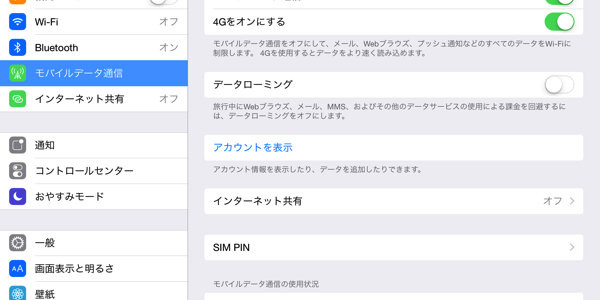 Wi-Fi
オフ
Bluetooth
オン
モバイルデータ通信
インターネット共有
オフ
通知
コントロールセンター
おやすみモード
一般
画面表示と明るさ
壁紙
4Gをオンにする
モバイルデータ通信をオフにして、メール、Webブラウズ、プッシュ通知などのすべてのデータをWi-Fiに
制限します。 4Gを使用するとデータをより速く読み込めます。
データローミング
旅行中にWebブラウズ、メール、MMS、およびその他のデータサービスの使用による課金を回避するに
は、データローミングをオフにします。
アカウントを表示
アカウント情報を表示したり、データを追加したりできます。
インターネット共有
オフ
SIM PIN
モバイルデータ通信の使用状況